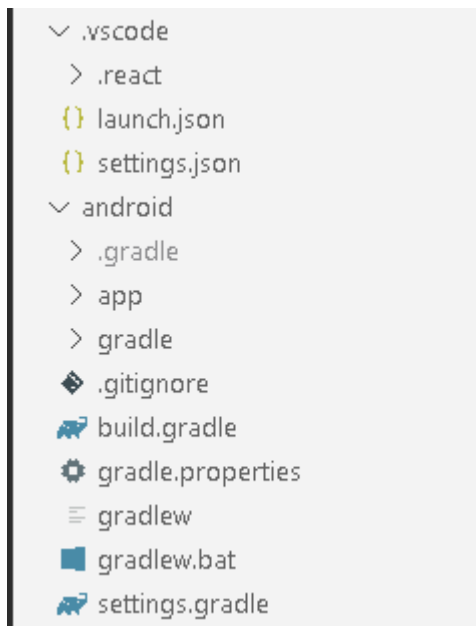 .vscode
.react
launch.json
settings.json
android
.gradle
app
gradle
.gitignore
build.gradle
gradle.properties
gradlew
gradlew.bat
settings.gradle